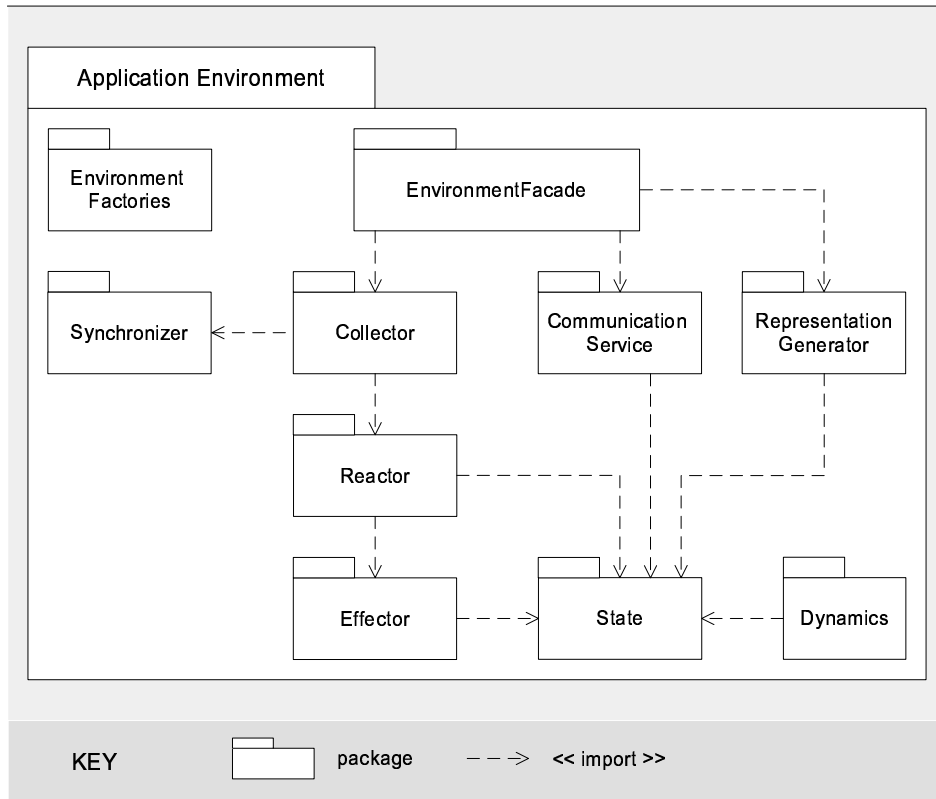 Application Environment
Environment
Factories
EnvironmentFacade
Synchronizer
Collector
Communication
Service
Representation
Generator
Reactor
Effector
State
Dynamics
KEY
package
<< import >>